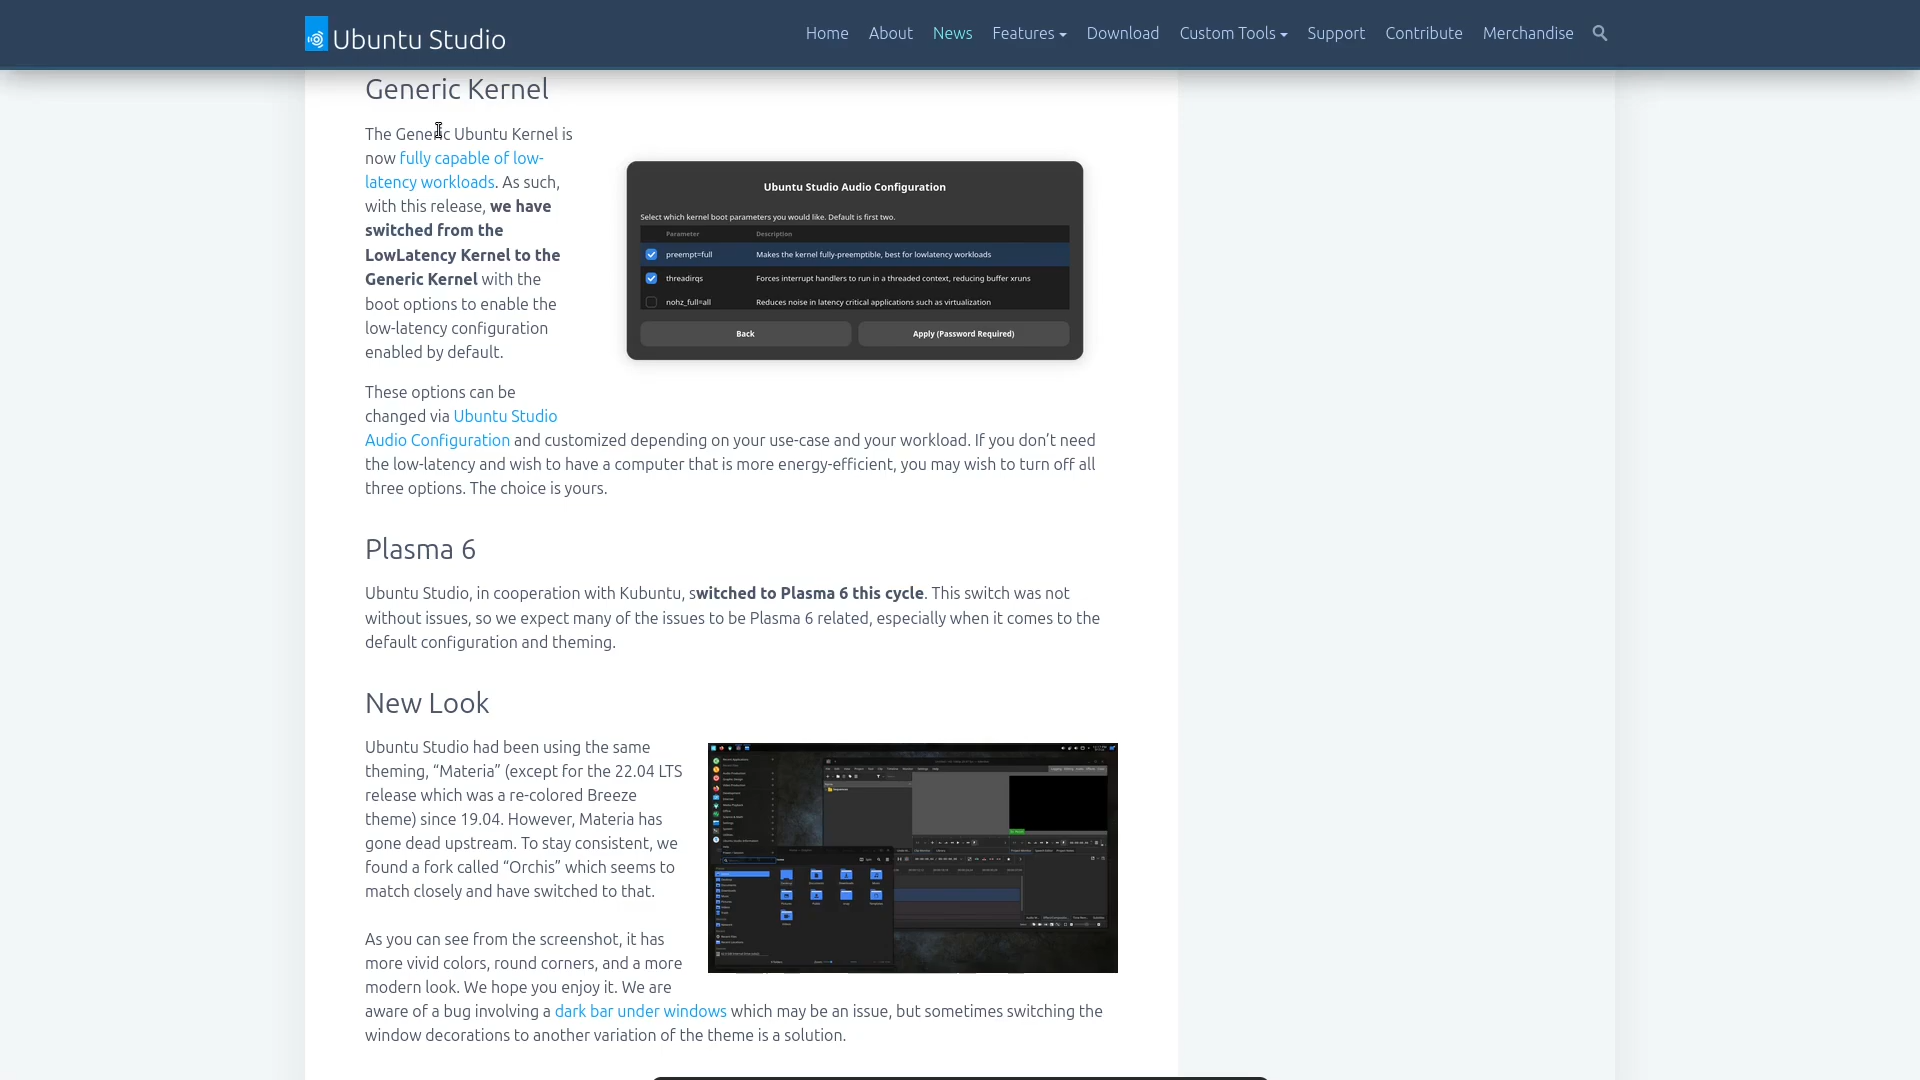 Ubuntu Studio
Home
About
News
Features
Download
Custom Tools
Support
Contribute
Merchandise
Generic Kernel
The Generic Ubuntu Kernel is
now fully capable of low-
latency workloads. As such,
with this release, we have
switched from the
LowLatency Kernel to the
Generic Kernel with the
boot options to enable the
low-latency configuration
enabled by default.
Ubuntu Studio Audio Configuration
Select which kernel boot parameters you would like. Default is first two.
Parameter Description
preempt=full Makes the kernel fully-preemptible, best for lowlatency workloads
threadirqs Forces interrupt handlers to run in a threaded context, reducing buffer xruns
nohz_full=all Reduces noise in latency critical applications such as virtualization
Back Apply (Password Required)
These options can be
changed via Ubuntu Studio
Audio Configuration and customized depending on your use-case and your workload. If you don’t need
the low-latency and wish to have a computer that is more energy-efficient, you may wish to turn off all
three options. The choice is yours.
Plasma 6
Ubuntu Studio, in cooperation with Kubuntu, switched to Plasma 6 this cycle. This switch was not
without issues, so we expect many of the issues to be Plasma 6 related, especially when it comes to the
default configuration and theming.
New Look
Ubuntu Studio had been using the same
theming, “Materia” (except for the 22.04 LTS
release which was a re-colored Breeze
theme) since 19.04. However, Materia has
gone dead upstream. To stay consistent, we
found a fork called “Orchis” which seems to
match closely and have switched to that.
As you can see from the screenshot, it has
more vivid colors, round corners, and a more
modern look. We hope you enjoy it. We are
aware of a bug involving a dark bar under windows which may be an issue, but sometimes switching the
window decorations to another variation of the theme is a solution.